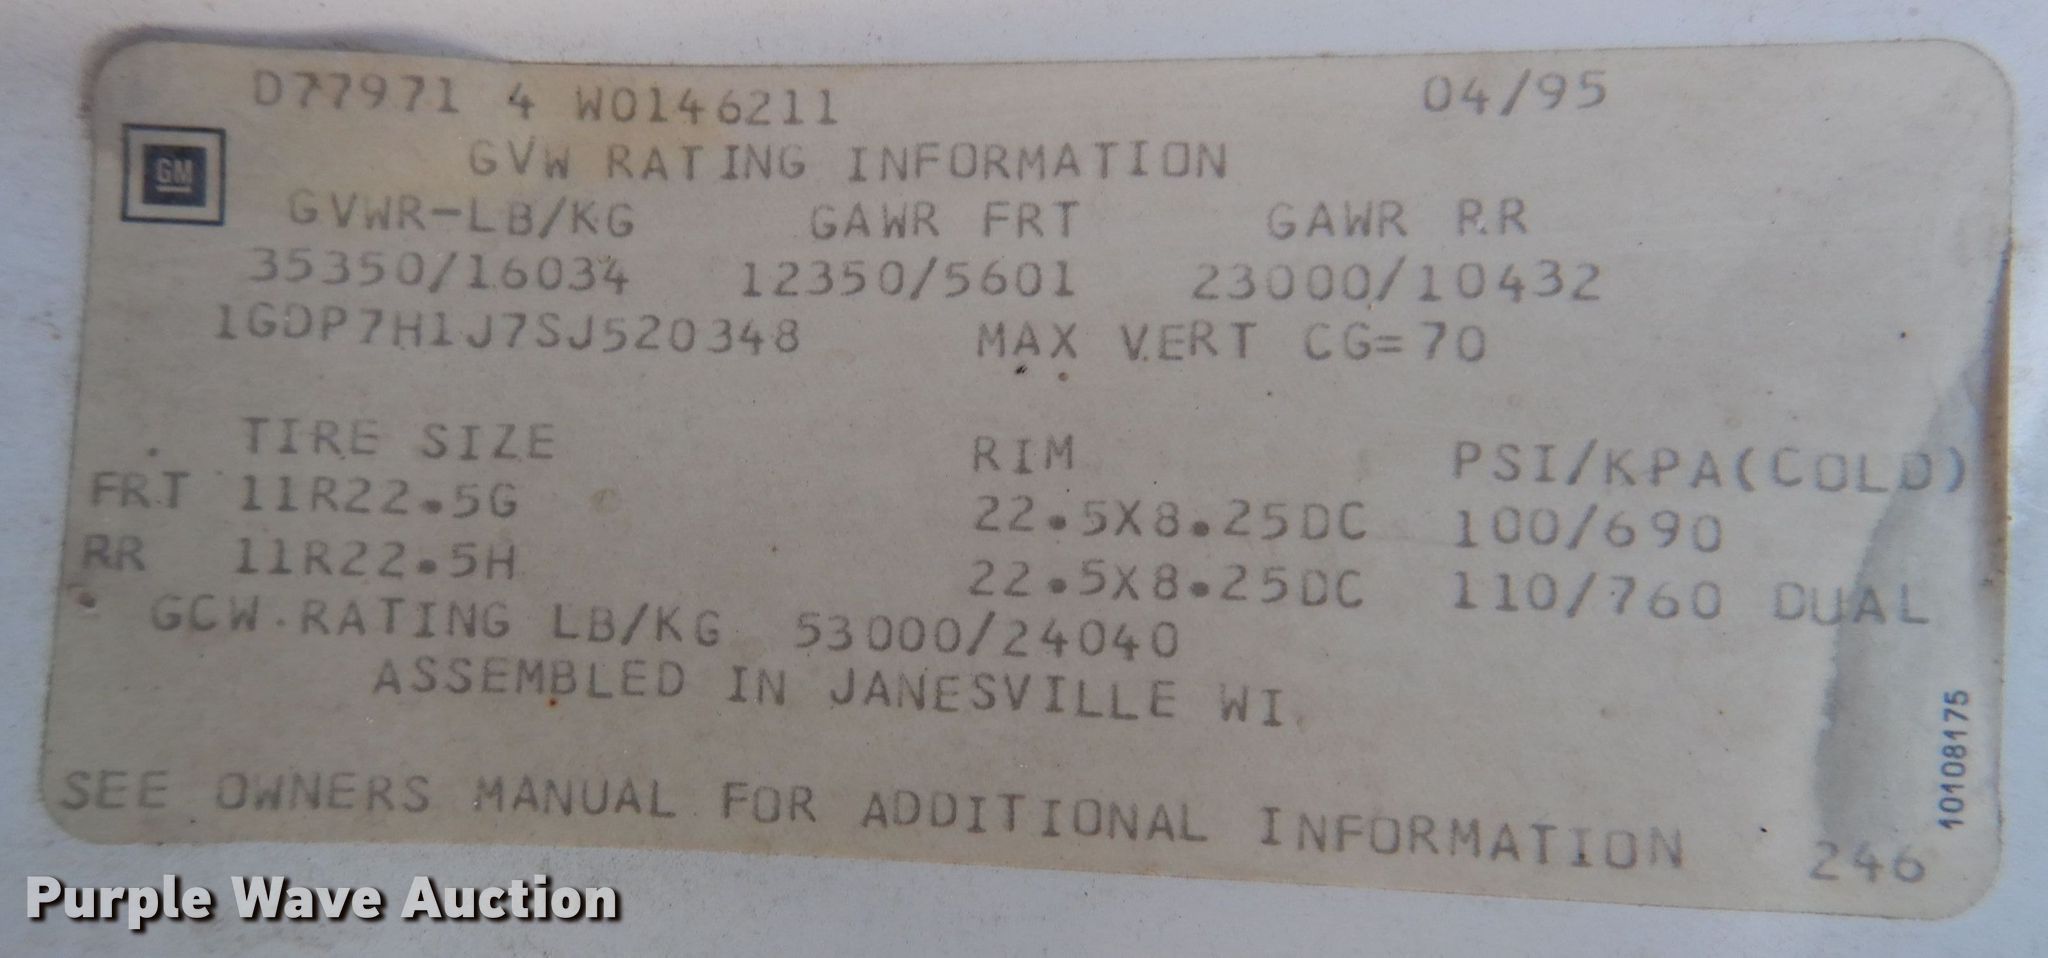 D77971 4 W0146211 04/95
GM
GVW RATING INFORMATION
GVWR-LB/KG GAWR FRT GAWR RR
35350/16034 12350/5601 23000/10432
1GDP7H1J7SJ520348 MAX VERT CG=70
TIRE SIZE RIM PSI/KPA(COLD)
FRT 11R22.5G 22.5X8.25DC 100/690
RR 11R22.5H 22.5X8.25DC 110/760 DUAL
GCW RATING LB/KG 53000/24040
ASSEMBLED IN JANESVILLE WI
10108175
SEE OWNERS MANUAL FOR ADDITIONAL INFORMATION 246
Purple Wave Auction